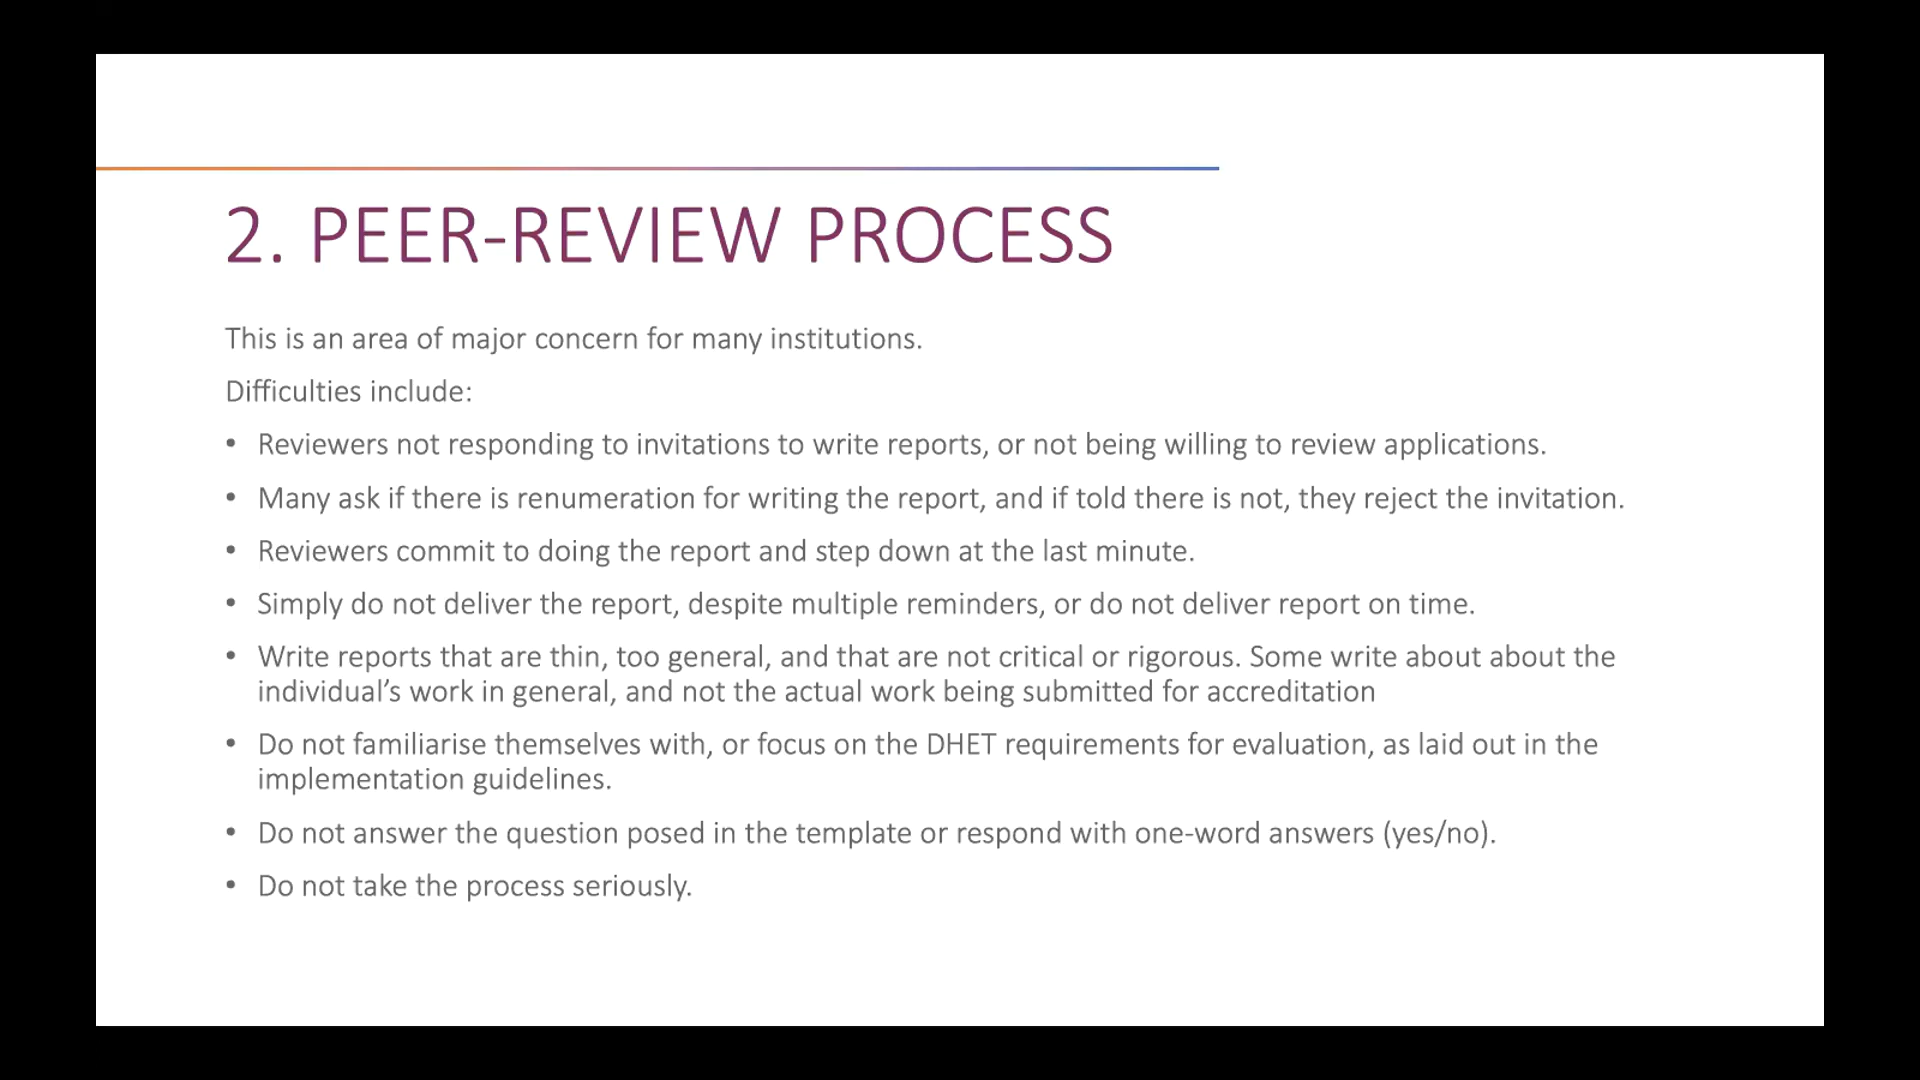 2. PEER-REVIEW PROCESS
This is an area of major concern for many institutions.
Difficulties include:
• Reviewers not responding to invitations to write reports, or not being willing to review applications.
• Many ask if there is renumeration for writing the report, and if told there is not, they reject the invitation.
• Reviewers commit to doing the report and step down at the last minute.
• Simply do not deliver the report, despite multiple reminders, or do not deliver report on time.
• Write reports that are thin, too general, and that are not critical or rigorous. Some write about about the
individual’s work in general, and not the actual work being submitted for accreditation
• Do not familiarise themselves with, or focus on the DHET requirements for evaluation, as laid out in the
implementation guidelines.
• Do not answer the question posed in the template or respond with one-word answers (yes/no).
• Do not take the process seriously.